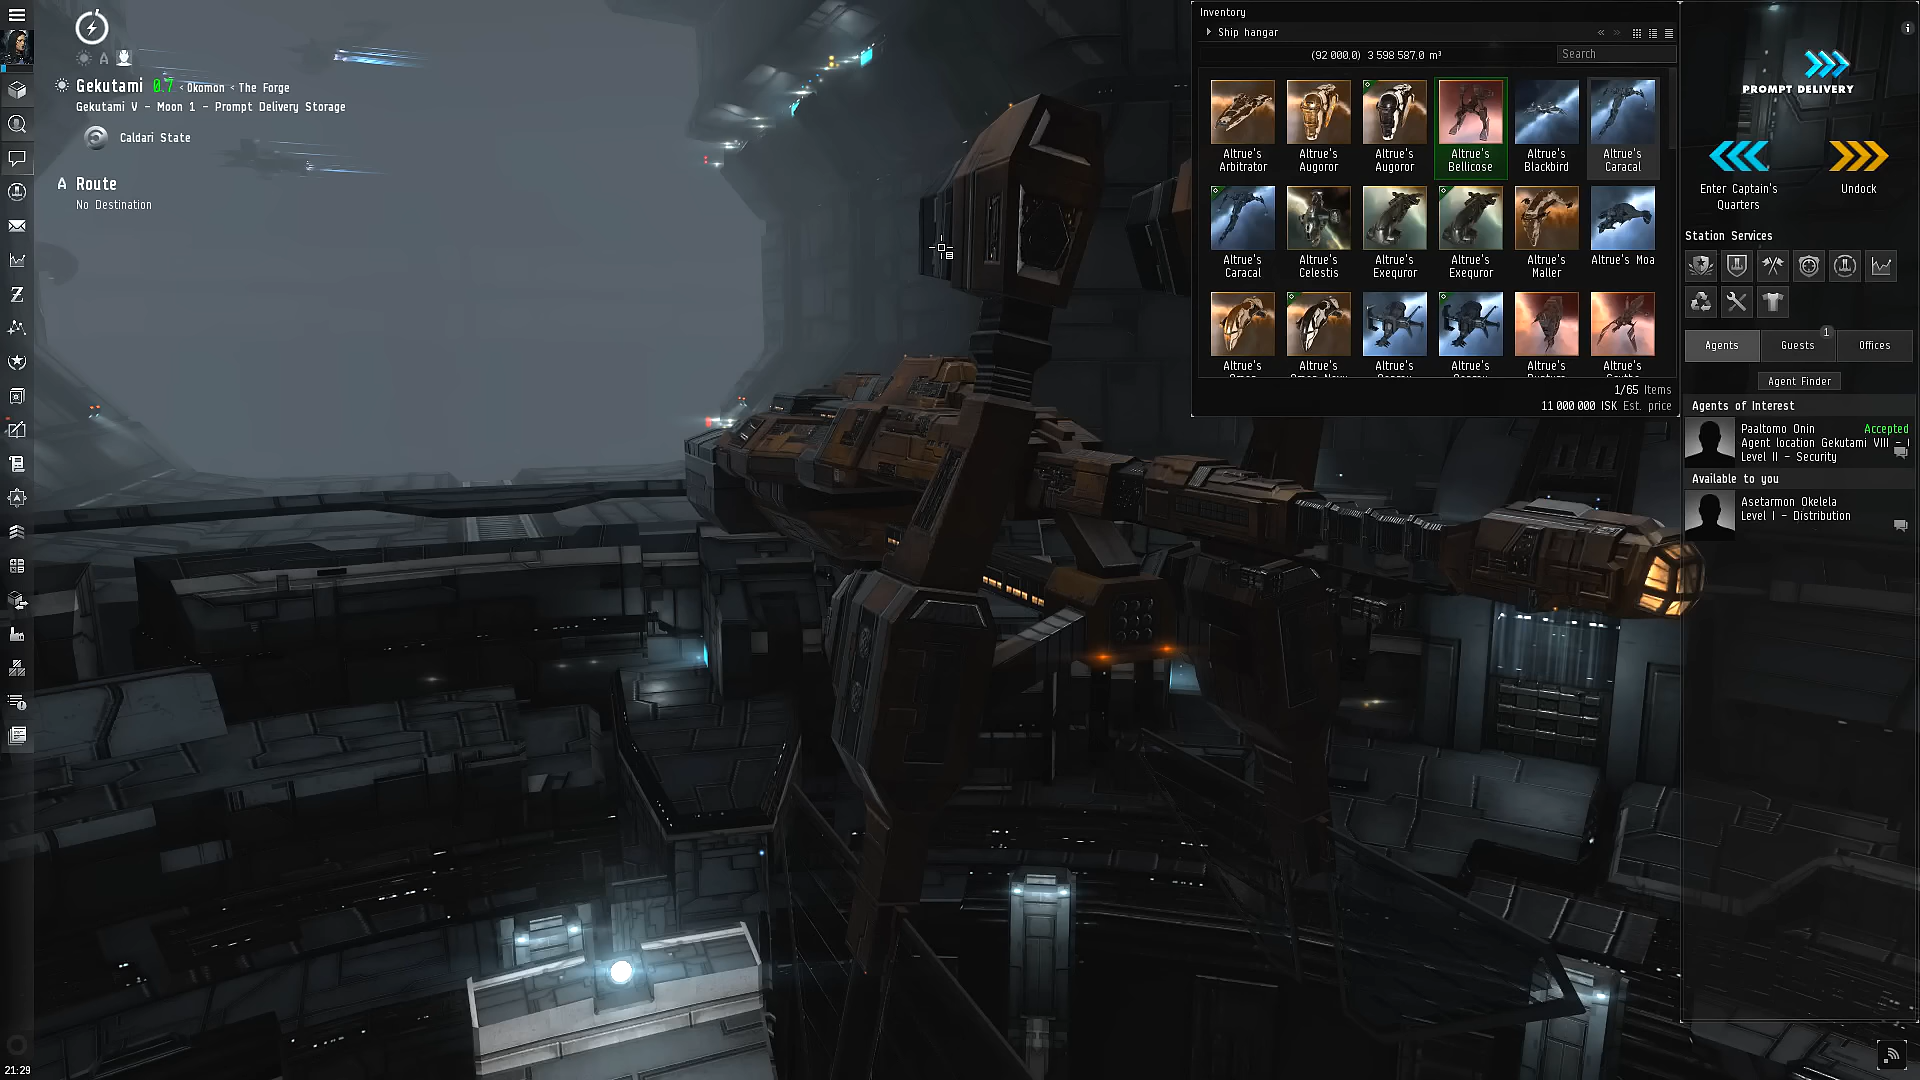 Gekutami 0.7 < Okomon < The Forge
Gekutami V - Moon 1 - Prompt Delivery Storage
Caldari State
Route
No Destination
21:29
Inventory
Ship hangar
(92 000,0) 3 598 587,0 m³
Search
Altrue's Arbitrator
Altrue's Augoror
Altrue's Augoror
Altrue's Bellicose
Altrue's Blackbird
Altrue's Caracal
Altrue's Caracal
Altrue's Celestis
Altrue's Exequror
Altrue's Exequror
Altrue's Maller
Altrue's Moa
Altrue's
Altrue's
Altrue's
Altrue's
Altrue's
Altrue's
1/65 Items
11 000 000 ISK Est. price
PROMPT DELIVERY
Enter Captain's Quarters
Undock
Station Services
Agents
Guests
1
Offices
Agent Finder
Agents of Interest
Paaltomo Onin Accepted
Agent location Gekutami VIII -
Level II - Security
Available to you
Asetarmon Okelela
Level I - Distribution